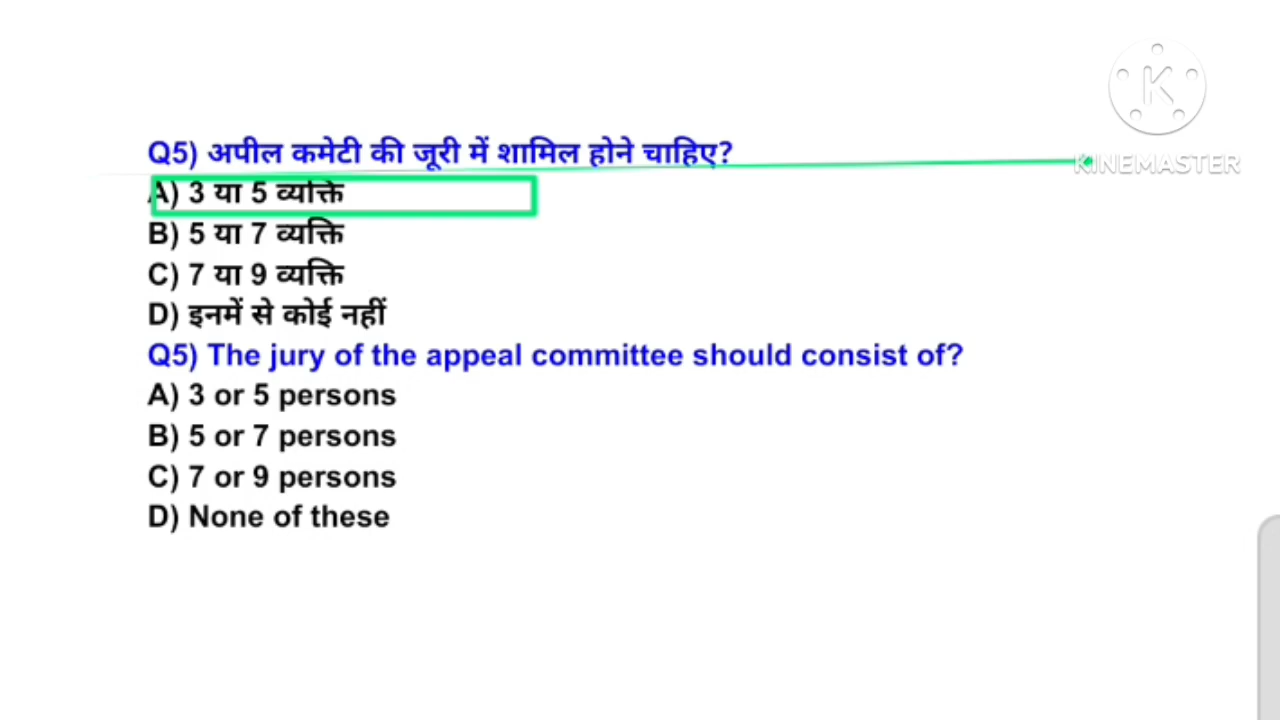 Q5) अपील कमेटी की जूरी में शामिल होने चाहिए?
A) 3 या 5 व्यक्ति
B) 5 या 7 व्यक्ति
C) 7 या 9 व्यक्ति
D) इनमें से कोई नहीं
Q5) The jury of the appeal committee should consist of?
A) 3 or 5 persons
B) 5 or 7 persons
C) 7 or 9 persons
D) None of these
K
KINEMASTER